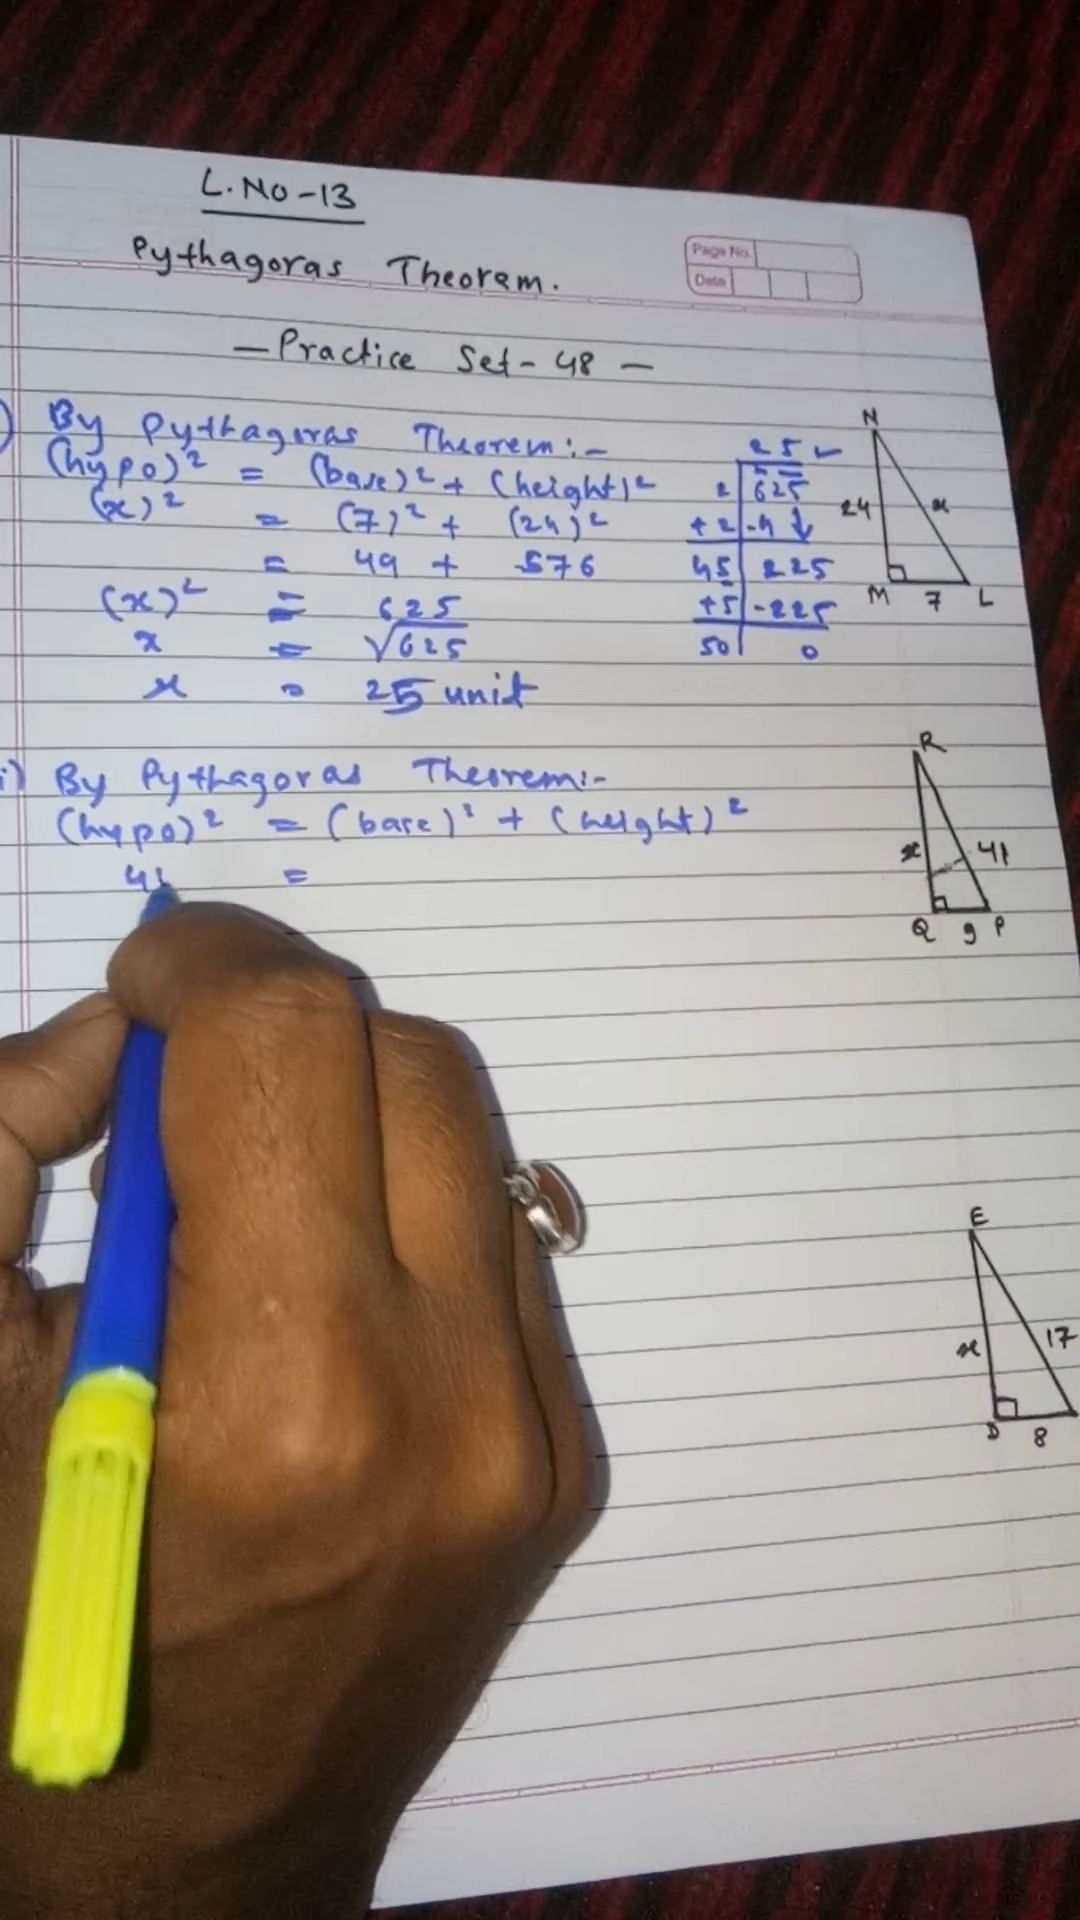 L.No-13
Pythagoras Theorem.
Page No.
Date
- Practice Set-48 -
) By Pythagoras Theorem:-
(hypo)² = (base)² + (height)²
(x)² = (7)² + (24)²
= 49 + 576
(x)² = 625
x = √625
x = 25 unit
25 ✓
2 | 625
+2 | -4 ↓
45 | 225
+5 | -225
50 | 0
N
24 x
M 7 L
i) By Pythagoras Theorem:-
(hypo)² = (base)² + (height)²
41 =
R
x 41
Q 9 P
E
x 17
D 8